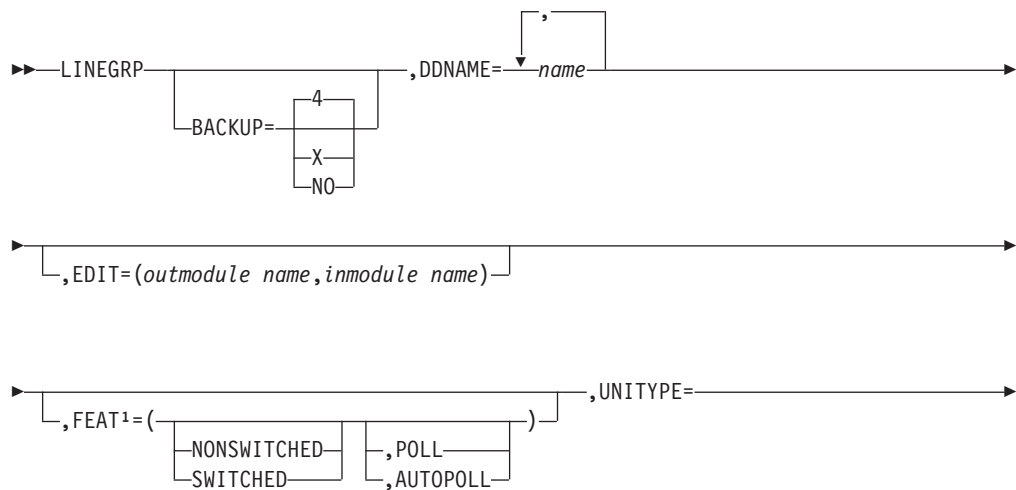 ,
LINEGRP ,DDNAME= name
4
BACKUP=
X
NO
,EDIT=(outmodule name,inmodule name)
,UNITYPE=
,FEAT¹=( )
NONSWITCHED ,POLL
SWITCHED ,AUTOPOLL